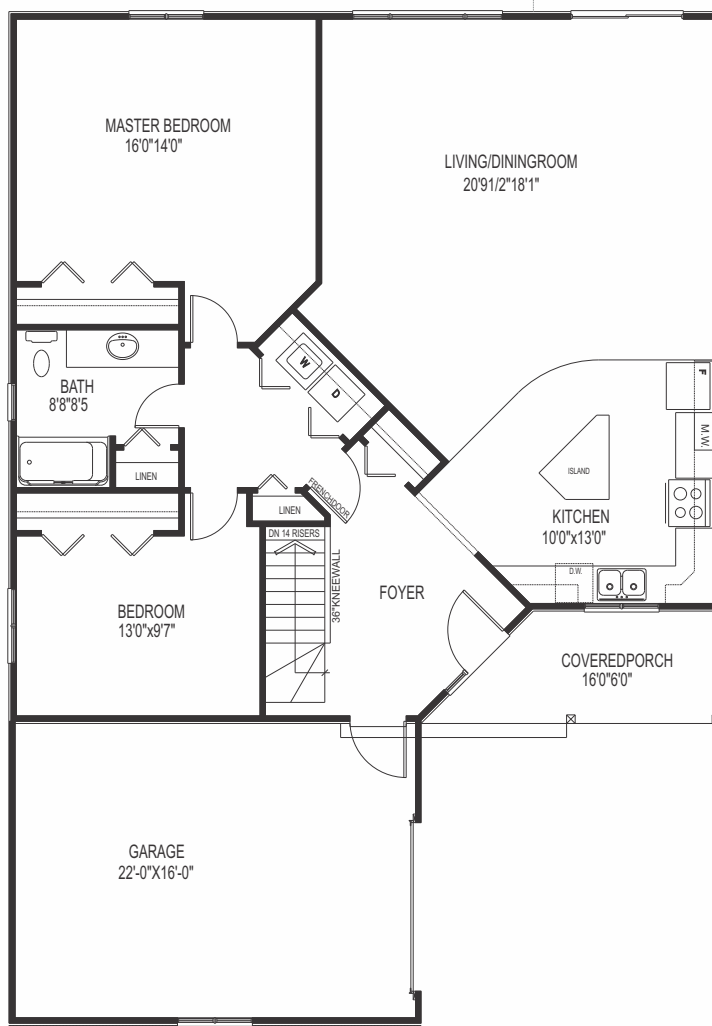 MASTER BEDROOM
16'0"14'0"
LIVING/DININGROOM
20'91/2"18'1"
W
D
F
M.W.
BATH
8'8"8'5
LINEN
FRENCHDOOR
ISLAND
KITCHEN
10'0"x13'0"
LINEN
DN 14 RISERS
36"KNEEWALL
D.W.
FOYER
BEDROOM
13'0"x9'7"
COVEREDPORCH
16'0"6'0"
GARAGE
22'-0"X16'-0"